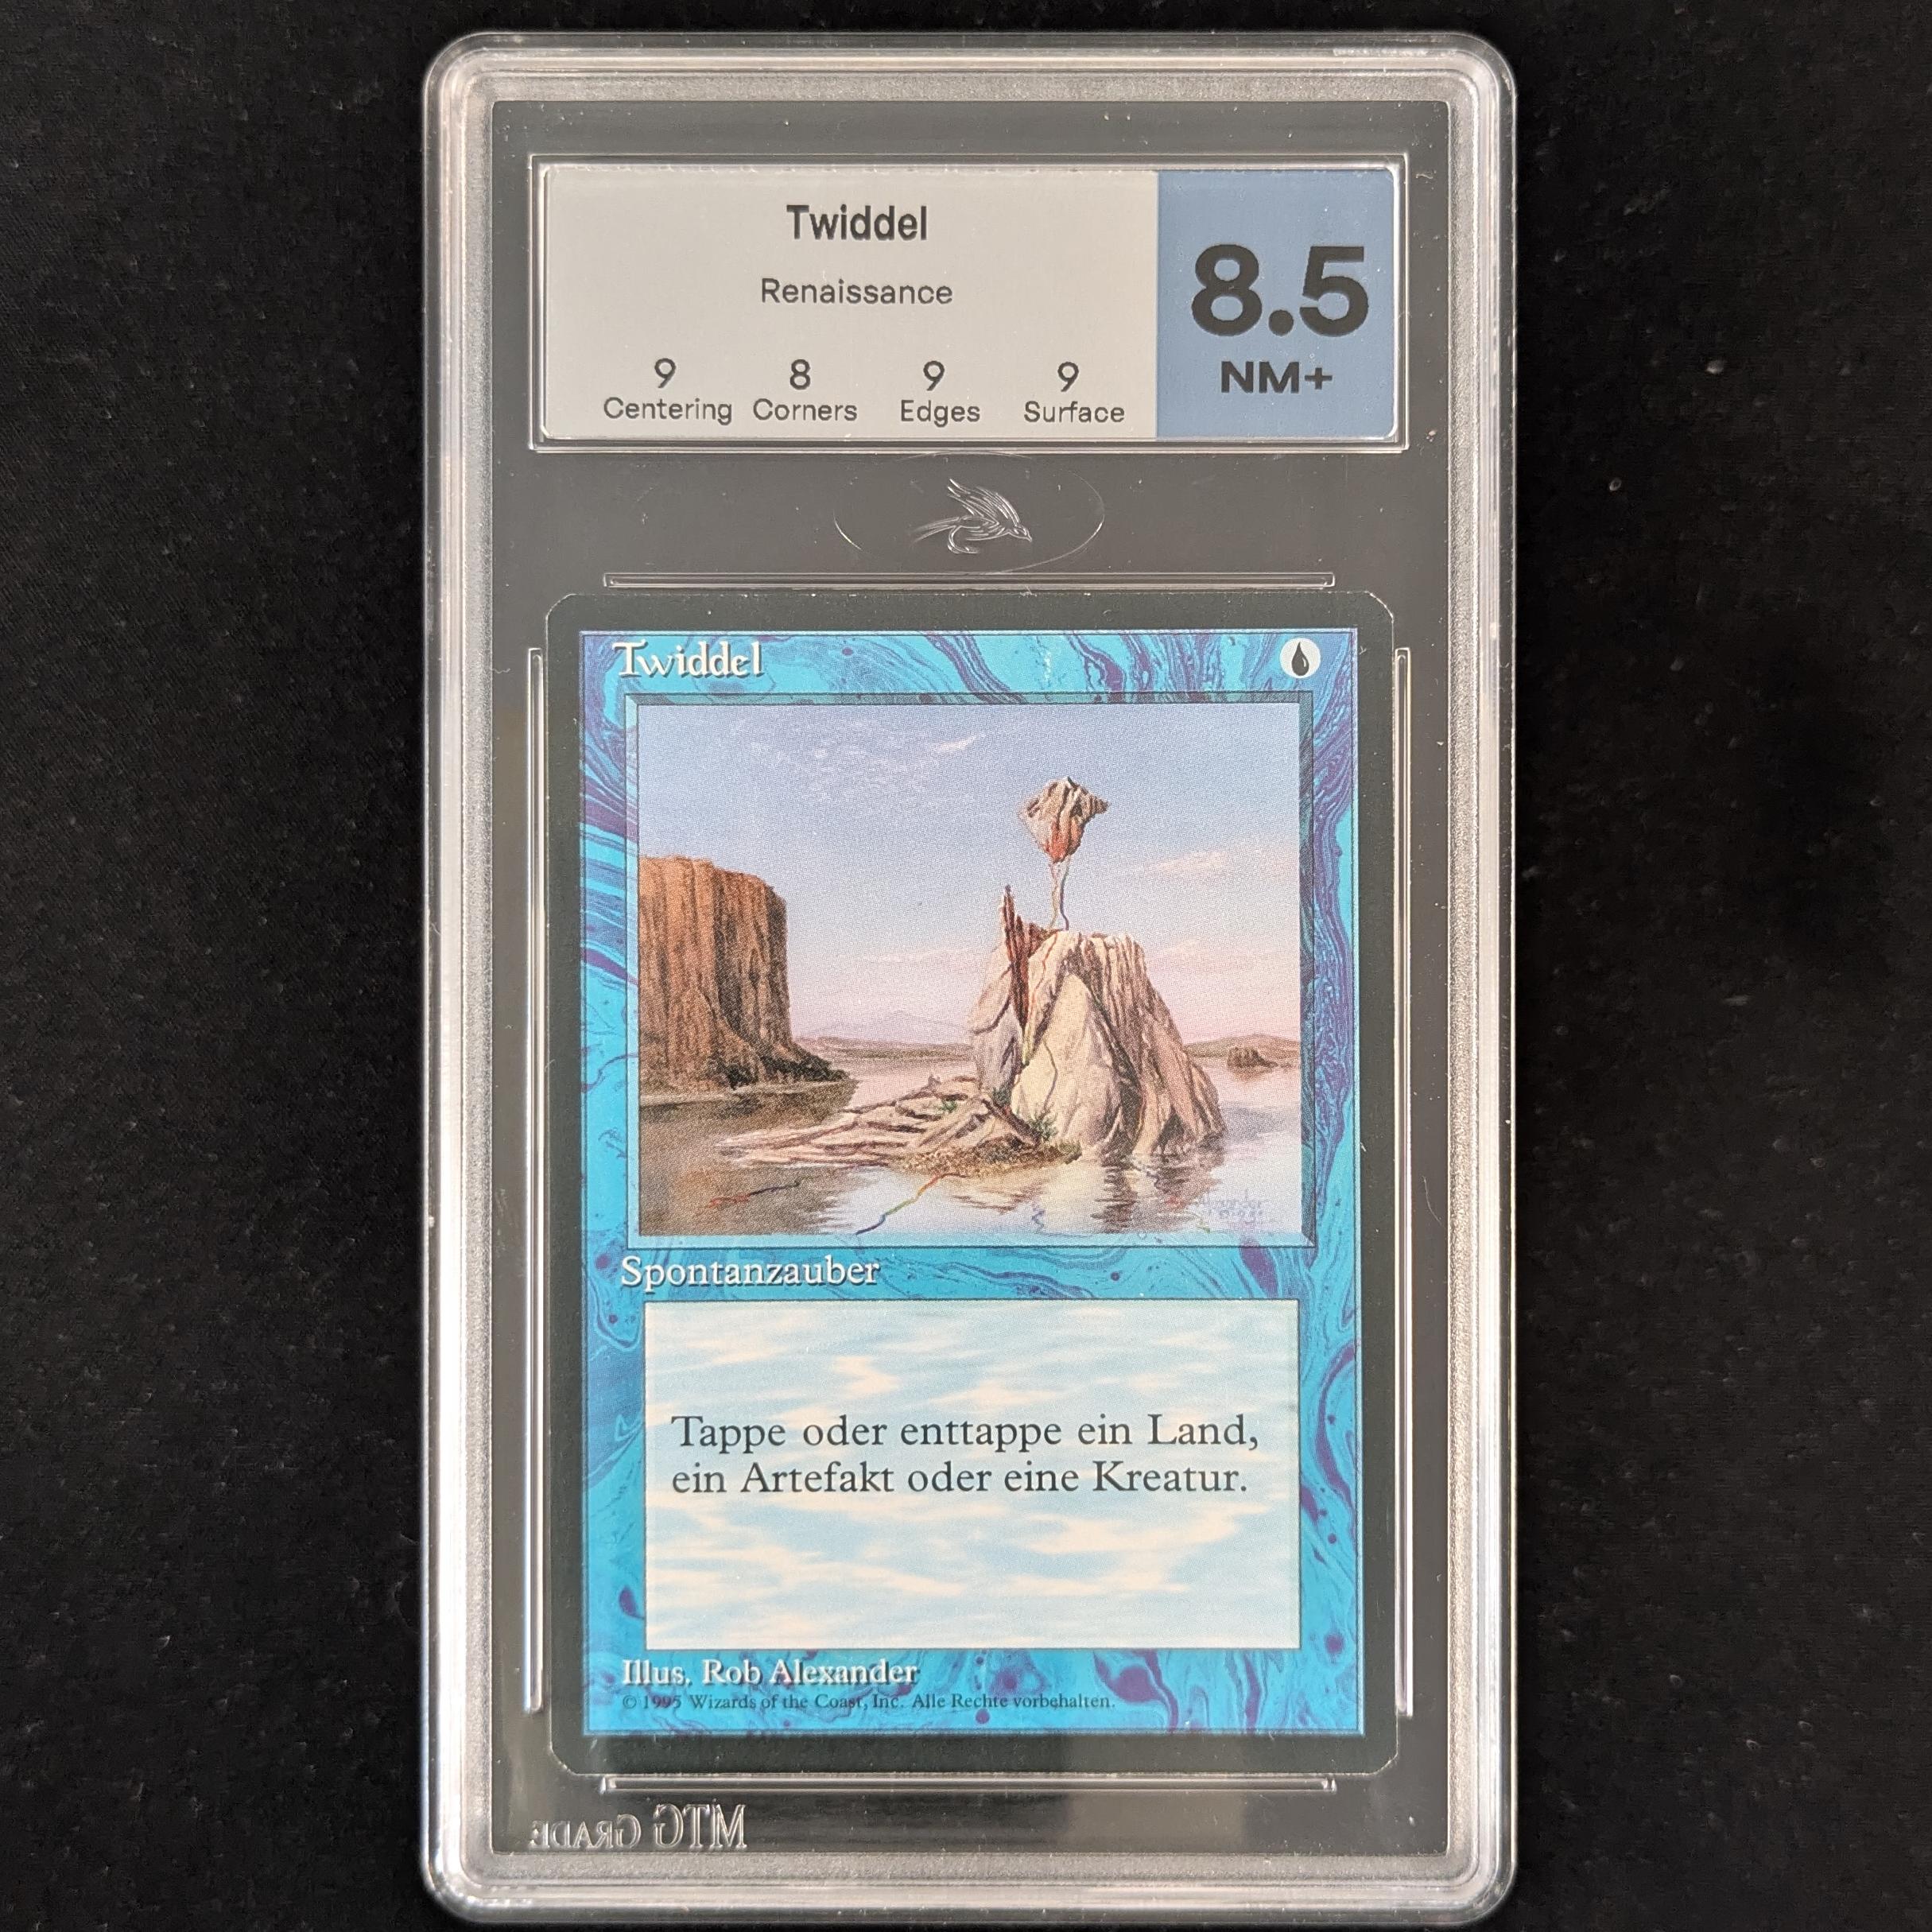 Twiddel
Renaissance
8.5
NM+
9 8 9 9
Centering Corners Edges Surface
Twiddel
Spontanzauber
Tappe oder enttappe ein Land,
ein Artefakt oder eine Kreatur.
Illus. Rob Alexander
© 1995 Wizards of the Coast, Inc. Alle Rechte vorbehalten.
MTG GRADE